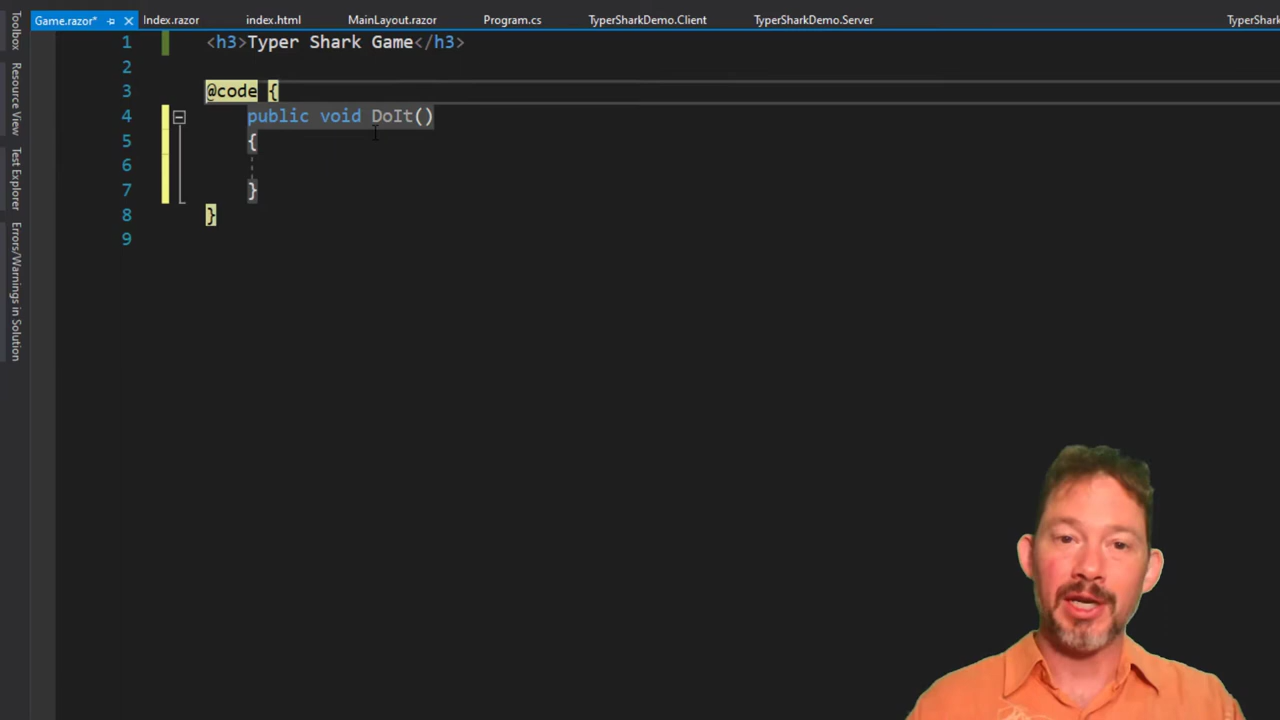 Game.razor*
Index.razor
index.html
MainLayout.razor
Program.cs
TyperSharkDemo.Client
TyperSharkDemo.Server
TyperShark
Toolbox
Resource View
Test Explorer
Errors/Warnings in Solution
1 <h3>Typer Shark Game</h3>
2
3 @code {
4 public void DoIt()
5 {
6
7 }
8 }
9